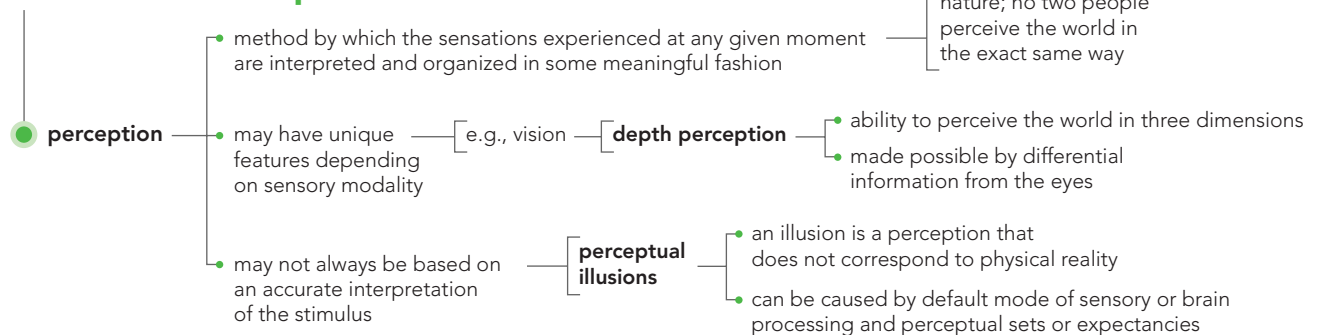 nature; no two people
perceive the world in
the exact same way
method by which the sensations experienced at any given moment
are interpreted and organized in some meaningful fashion
perception
may have unique
features depending
on sensory modality
e.g., vision
depth perception
ability to perceive the world in three dimensions
made possible by differential
information from the eyes
may not always be based on
an accurate interpretation
of the stimulus
perceptual
illusions
an illusion is a perception that
does not correspond to physical reality
can be caused by default mode of sensory or brain
processing and perceptual sets or expectancies